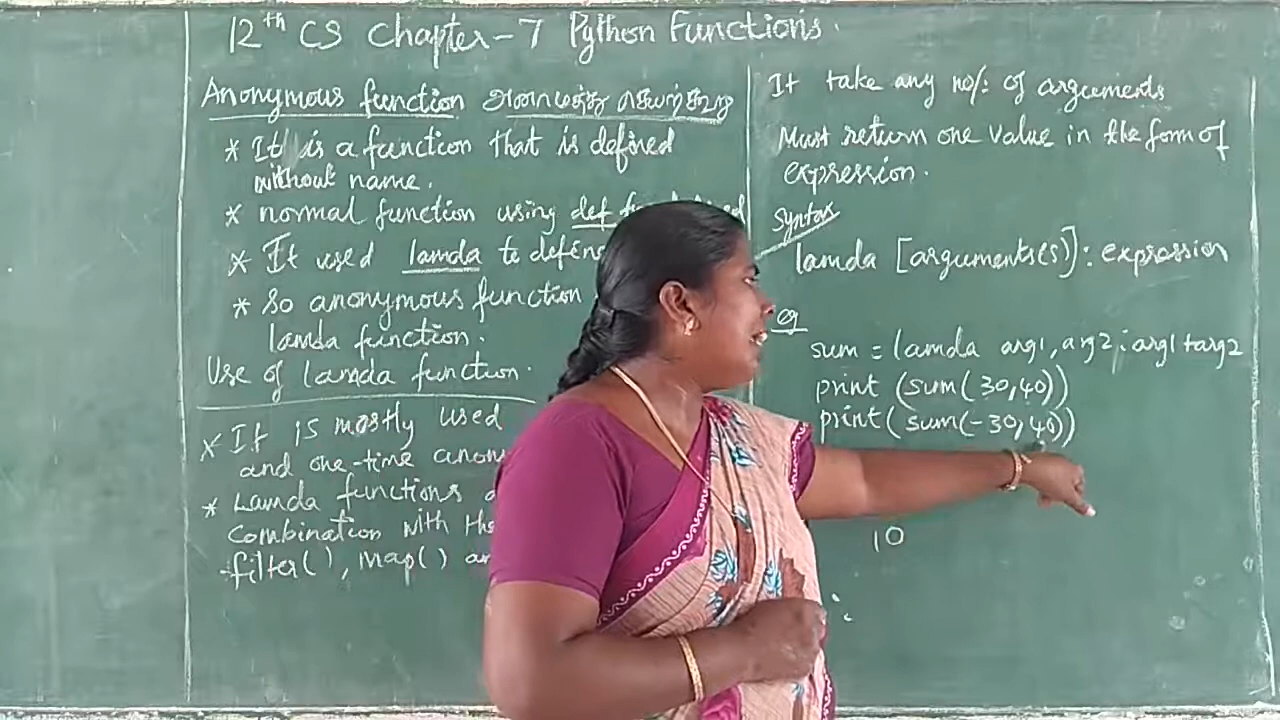 12th CS Chapter-7 Python Functions.
Anonymous function
* It is a function that is defined
without name.
* normal function using def
* It used lamda to define
* So anonymous function
lamda function.
Use of lamda function.
* It is mostly used
and one-time
* Lamda functions
Combination with the
filter(), map()
It take any no/: of arguments
Must return one value in the form of
expression.
Syntax
lamda [arguments(s)]: expression
eg
sum = lamda arg1, arg2: arg1+arg2
print (sum(30,40))
print(sum(-30,40))
10